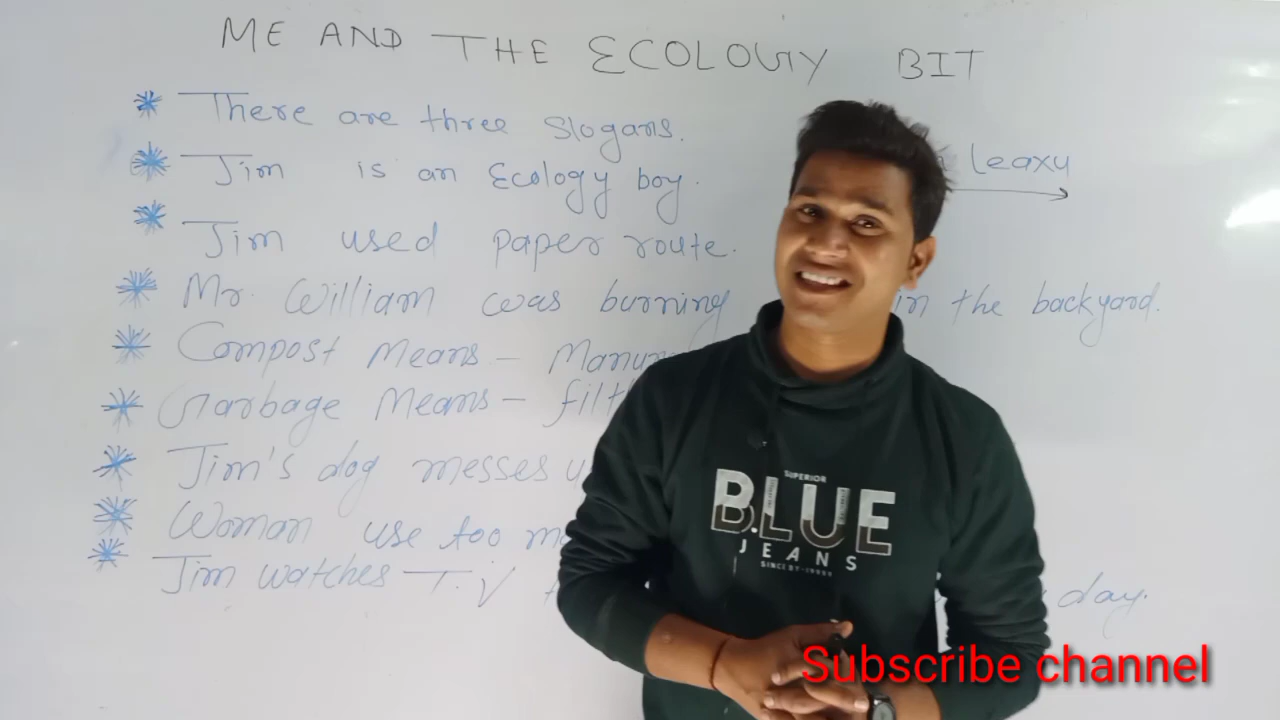 ME AND THE ECOLOGY BIT
There are three slogans.
leaxy
Jim is an Ecology boy.
Jim used paper route.
Mr. William was burning in the backyard.
Compost Means -
Garbage Means -
Jim's dog messes
Woman use too
Jim watches T.V day.
SUPERIOR
BLUE
JEANS
Subscribe channel